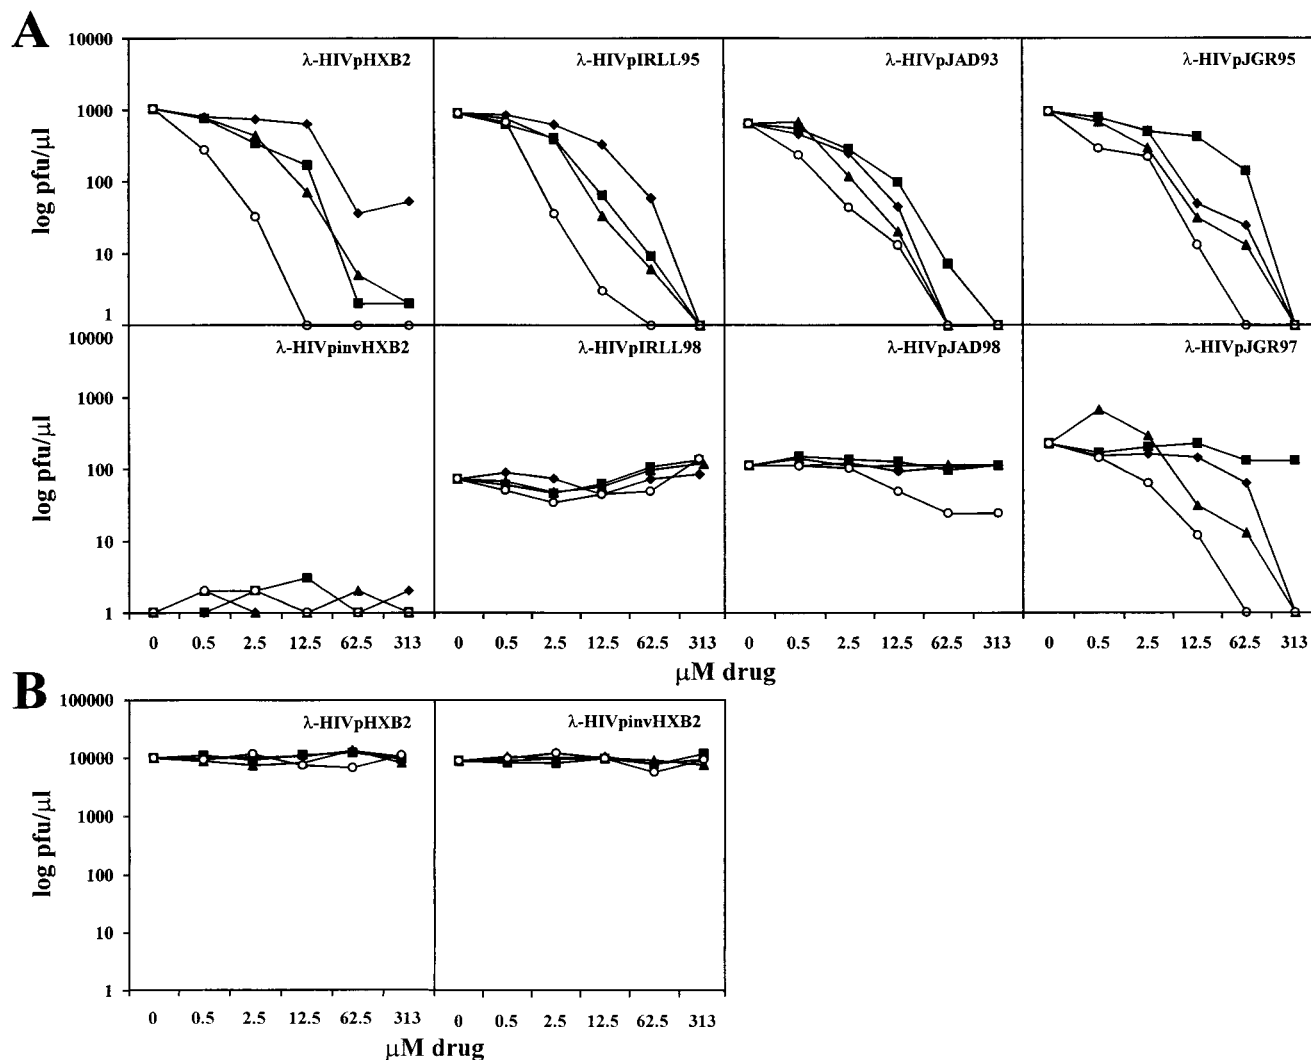 A
10000
1000
100
10
1
log pfu/μl
λ-HIVpHXB2
λ-HIVpIRLL95
λ-HIVpJAD93
λ-HIVpJGR95
10000
1000
100
10
1
log pfu/μl
λ-HIVpinvHXB2
λ-HIVpIRLL98
λ-HIVpJAD98
λ-HIVpJGR97
0 0.5 2.5 12.5 62.5 313
0 0.5 2.5 12.5 62.5 313
0 0.5 2.5 12.5 62.5 313
0 0.5 2.5 12.5 62.5 313
μM drug
B
100000
10000
1000
100
10
1
log pfu/μl
λ-HIVpHXB2
λ-HIVpinvHXB2
0 0.5 2.5 12.5 62.5 313
0 0.5 2.5 12.5 62.5 313
μM drug